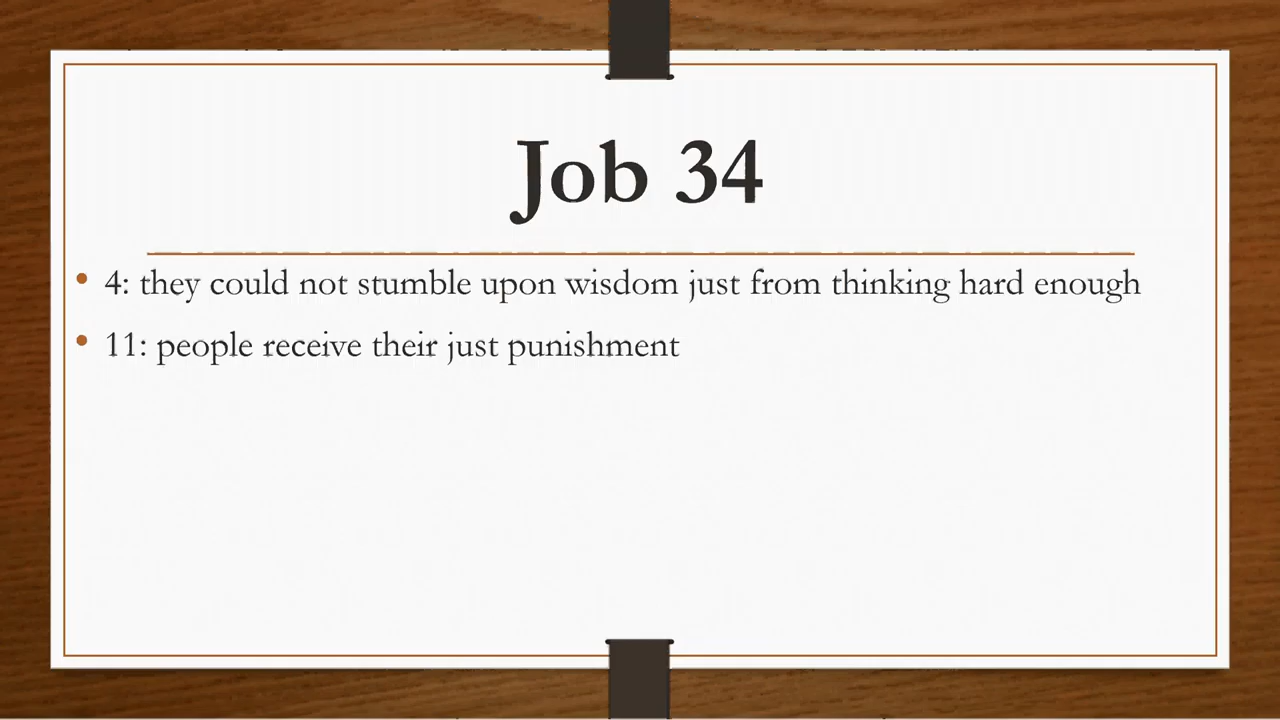 Job 34
• 4: they could not stumble upon wisdom just from thinking hard enough
• 11: people receive their just punishment